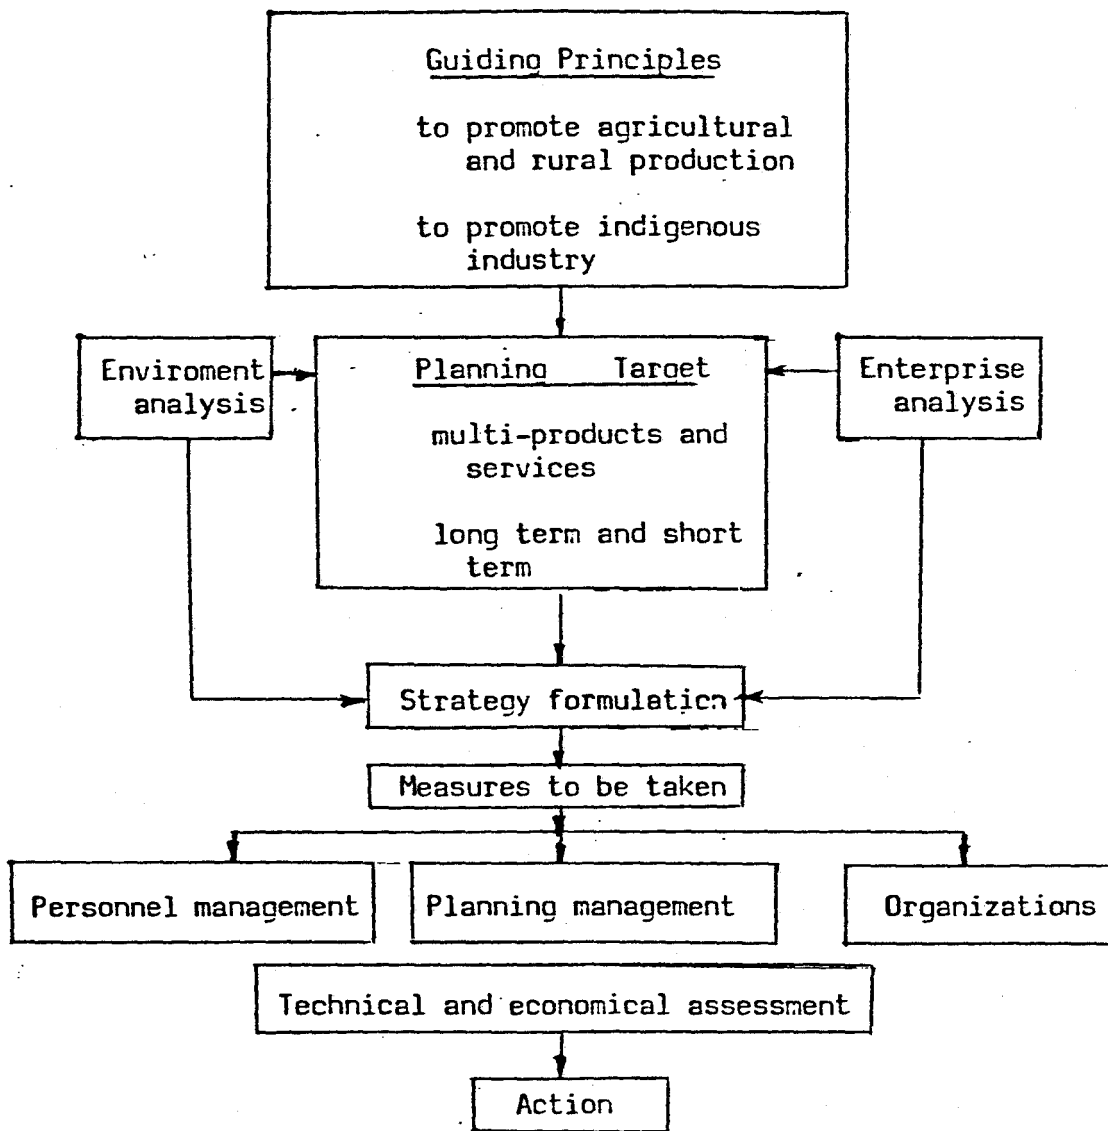 Guiding Principles
to promote agricultural
and rural production
to promote indigenous
industry
Enviroment
analysis
Planning Target
multi-products and
services
long term and short
term
Enterprise
analysis
Strategy formulation
Measures to be taken
Personnel management
Planning management
Organizations
Technical and economical assessment
Action